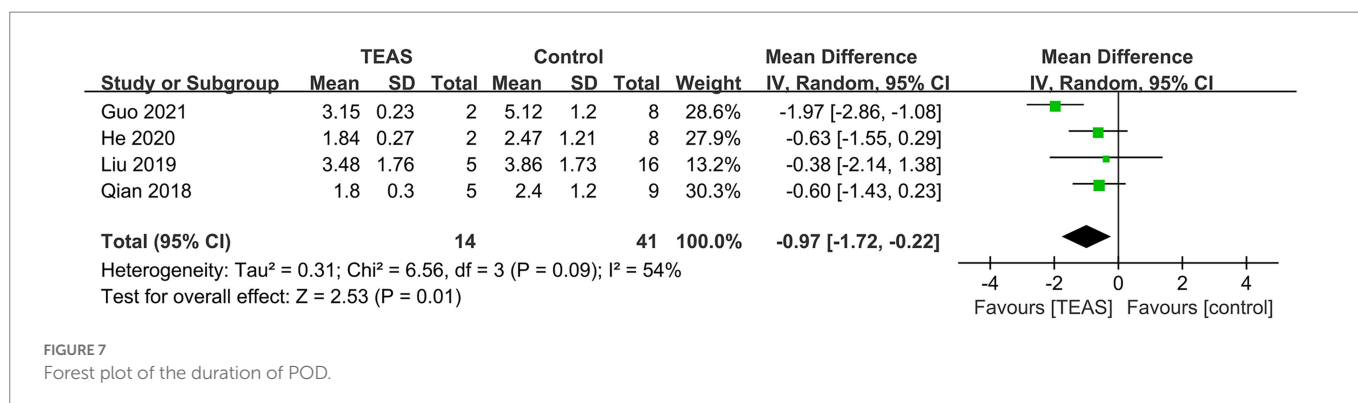 TEAS Control Mean Difference Mean Difference
Study or Subgroup Mean SD Total Mean SD Total Weight IV, Random, 95% CI IV, Random, 95% CI
Guo 2021 3.15 0.23 2 5.12 1.2 8 28.6% -1.97 [-2.86, -1.08]
He 2020 1.84 0.27 2 2.47 1.21 8 27.9% -0.63 [-1.55, 0.29]
Liu 2019 3.48 1.76 5 3.86 1.73 16 13.2% -0.38 [-2.14, 1.38]
Qian 2018 1.8 0.3 5 2.4 1.2 9 30.3% -0.60 [-1.43, 0.23]
Total (95% CI) 14 41 100.0% -0.97 [-1.72, -0.22]
Heterogeneity: Tau² = 0.31; Chi² = 6.56, df = 3 (P = 0.09); I² = 54%
Test for overall effect: Z = 2.53 (P = 0.01)
-4 -2 0 2 4
Favours [TEAS] Favours [control]
FIGURE 7
Forest plot of the duration of POD.